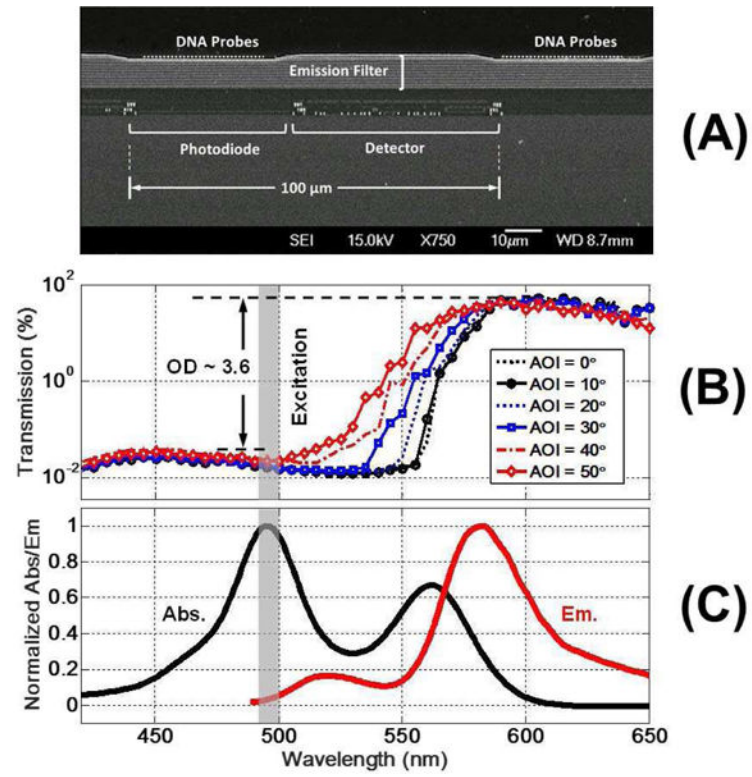 DNA Probes
DNA Probes
Emission Filter
Photodiode
Detector
100 µm
SEI 15.0kV X750 10µm WD 8.7mm
(A)
10²
10⁰
10⁻²
Transmission (%)
OD ~ 3.6
Excitation
AOI = 0°
AOI = 10°
AOI = 20°
AOI = 30°
AOI = 40°
AOI = 50°
(B)
1
0.8
0.6
0.4
0.2
0
Normalized Abs/Em
Abs.
Em.
(C)
450 500 550 600 650
Wavelength (nm)